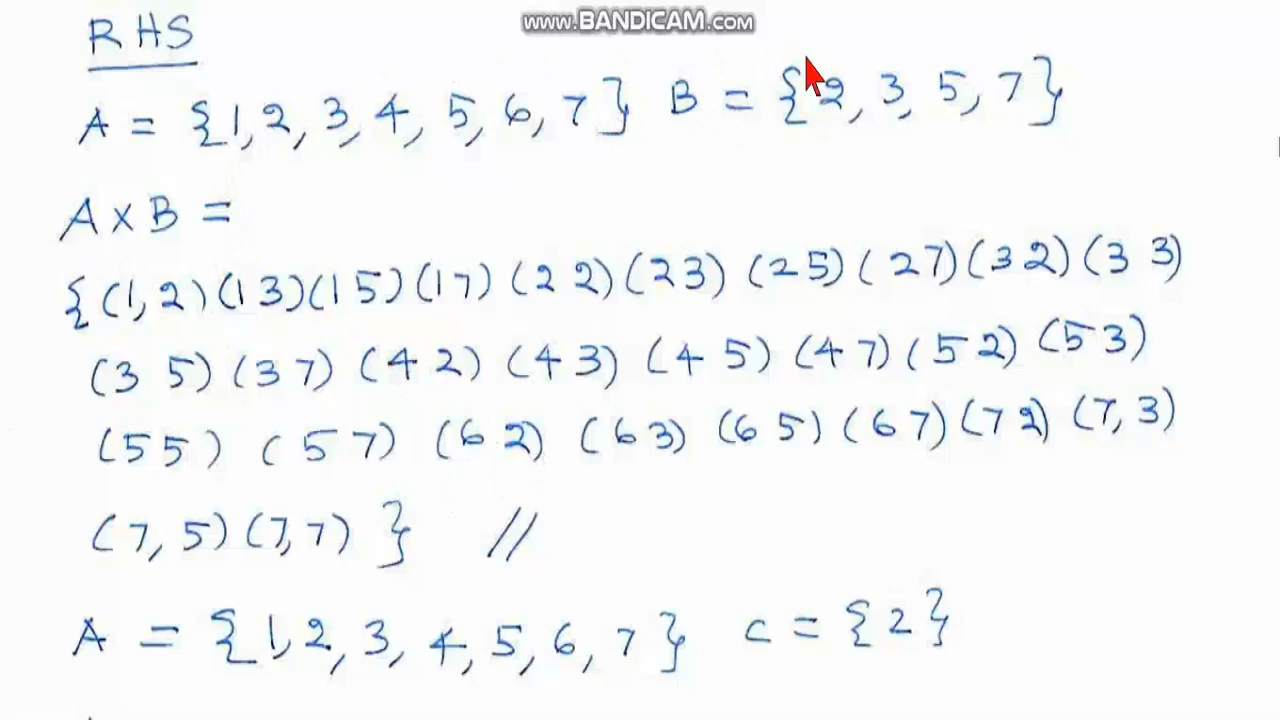 www.BANDICAM.com
RHS
A = {1, 2, 3, 4, 5, 6, 7} B = {2, 3, 5, 7}
A x B =
{(1, 2) (1 3) (1 5) (1 7) (2 2) (2 3) (2 5) (2 7) (3 2) (3 3)
(3 5) (3 7) (4 2) (4 3) (4 5) (4 7) (5 2) (5 3)
(5 5) (5 7) (6 2) (6 3) (6 5) (6 7) (7 2) (7, 3)
(7, 5) (7, 7) } //
A = {1, 2, 3, 4, 5, 6, 7} C = {2}